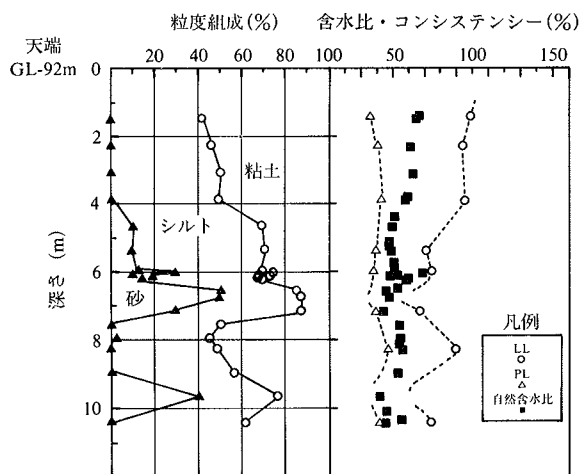 粒度組成(%)
含水比・コンシステンシー(%)
天端
GL-92m
20 40 60 80 100
50 100 160
0
2
4
6
8
10
深さ (m)
粘土
シルト
砂
凡例
LL
PL
自然含水比